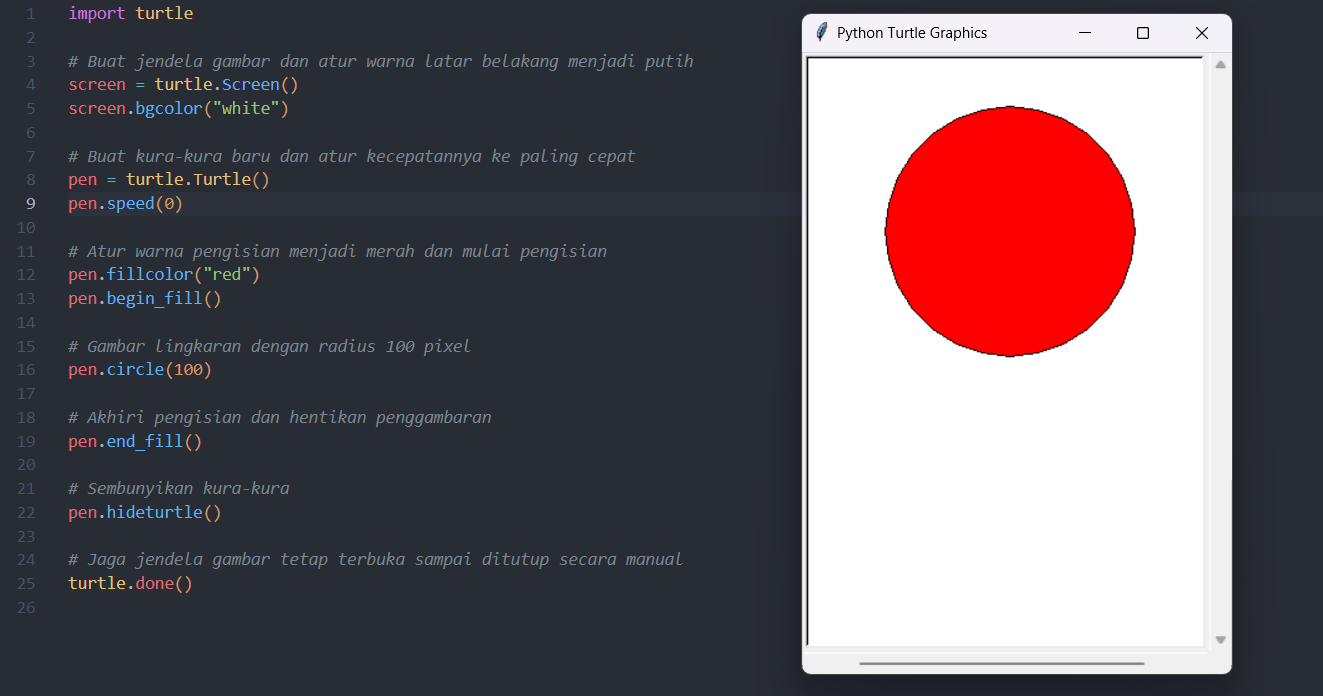 1 import turtle
2
3 # Buat jendela gambar dan atur warna latar belakang menjadi putih
4 screen = turtle.Screen()
5 screen.bgcolor("white")
6
7 # Buat kura-kura baru dan atur kecepatannya ke paling cepat
8 pen = turtle.Turtle()
9 pen.speed(0)
10
11 # Atur warna pengisian menjadi merah dan mulai pengisian
12 pen.fillcolor("red")
13 pen.begin_fill()
14
15 # Gambar lingkaran dengan radius 100 pixel
16 pen.circle(100)
17
18 # Akhiri pengisian dan hentikan penggambaran
19 pen.end_fill()
20
21 # Sembunyikan kura-kura
22 pen.hideturtle()
23
24 # Jaga jendela gambar tetap terbuka sampai ditutup secara manual
25 turtle.done()
26
Python Turtle Graphics